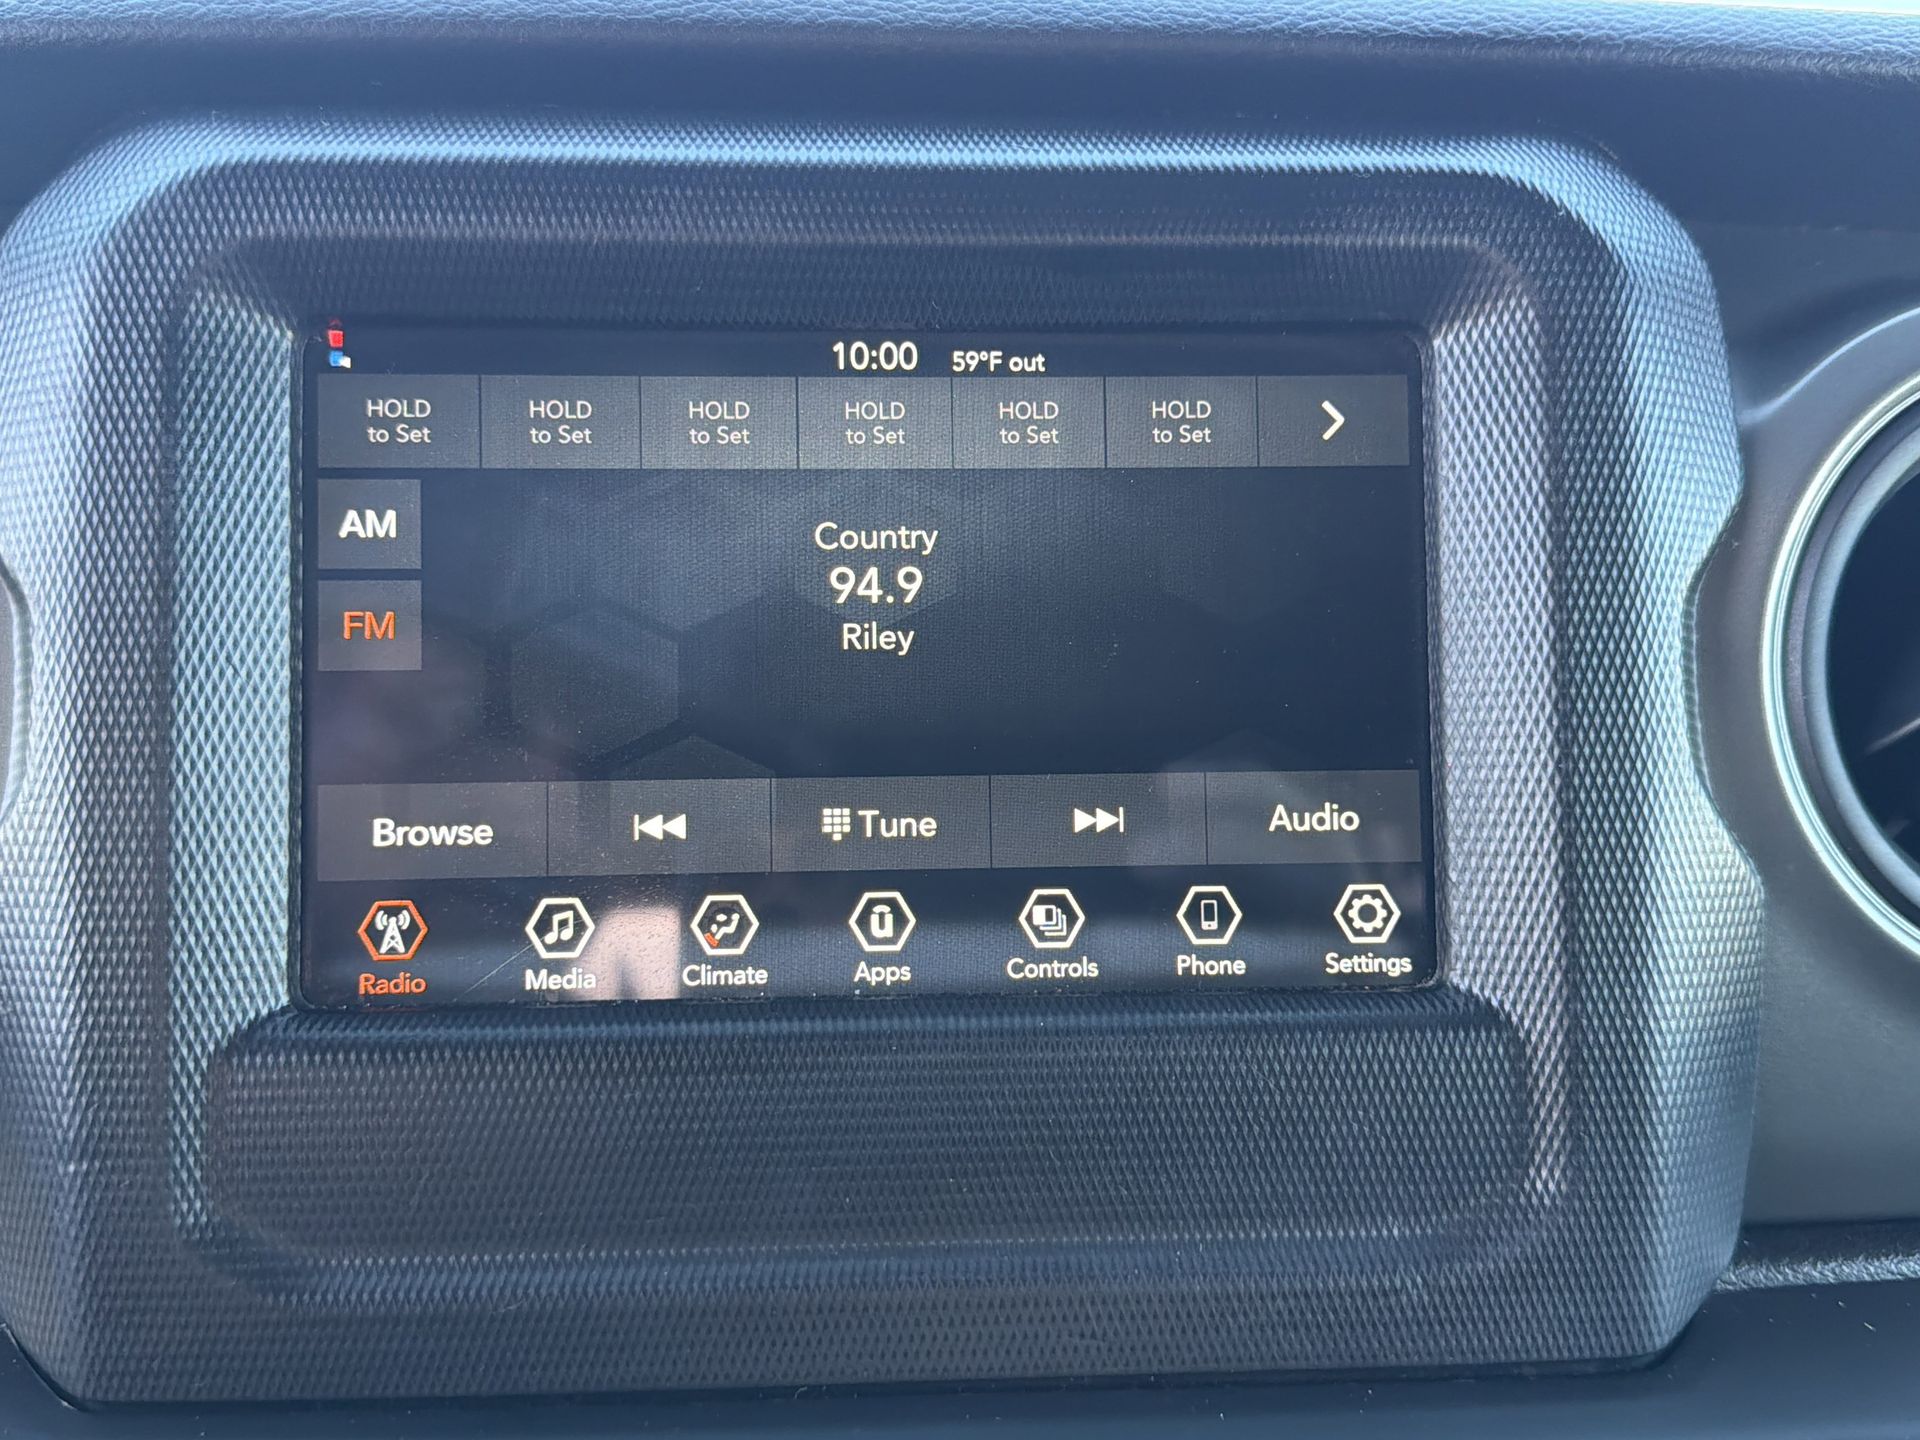 10:00 59°F out
HOLD to Set
HOLD to Set
HOLD to Set
HOLD to Set
HOLD to Set
HOLD to Set
AM
FM
Country
94.9
Riley
Browse Tune Audio
Radio Media Climate Apps Controls Phone Settings